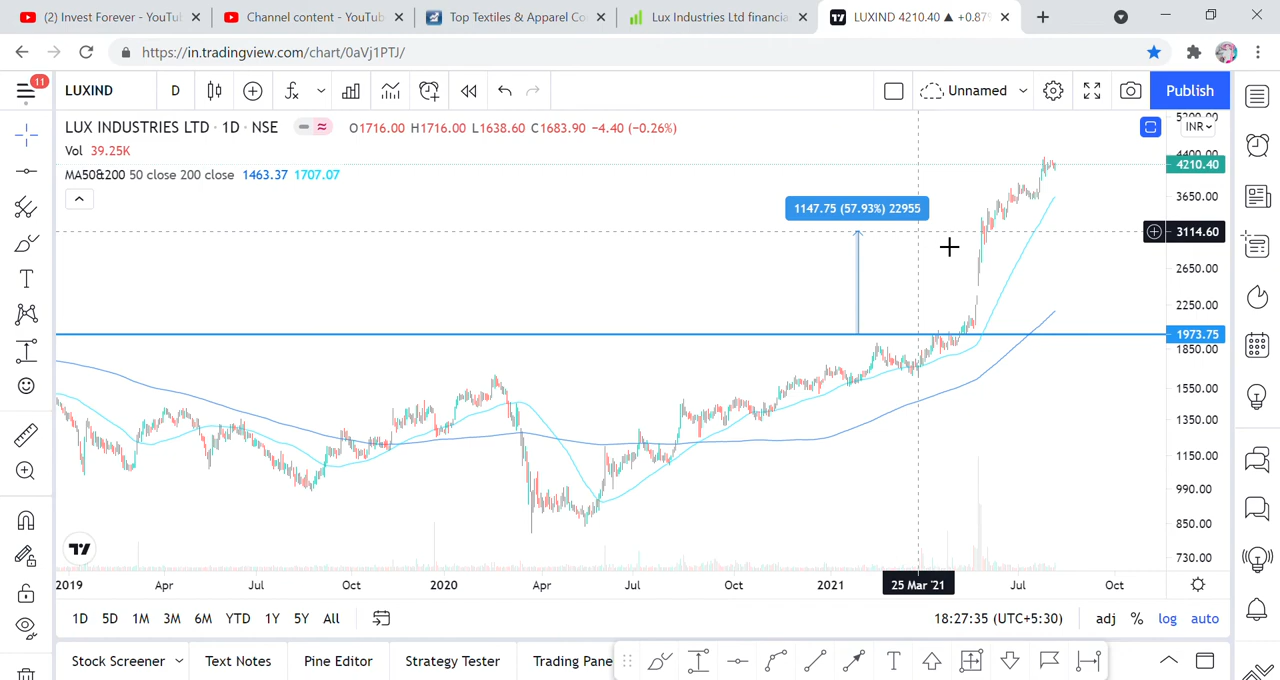 (2) Invest Forever - YouTu
Channel content - YouTub
Top Textiles & Apparel Co
Lux Industries Ltd financia
LUXIND 4210.40 ▲ +0.87%
https://in.tradingview.com/chart/0aVj1PTJ/
11
LUXIND
D
Unnamed
Publish
LUX INDUSTRIES LTD · 1D · NSE
O1716.00 H1716.00 L1638.60 C1683.90 −4.40 (−0.26%)
INR
Vol 39.25K
MA50&200 50 close 200 close 1463.37 1707.07
5200.00
4400.00
4210.40
3650.00
3114.60
2650.00
2250.00
1973.75
1850.00
1550.00
1350.00
1150.00
990.00
850.00
730.00
1147.75 (57.93%) 22955
2019
Apr
Jul
Oct
2020
Apr
Jul
Oct
2021
25 Mar '21
Jul
Oct
1D 5D 1M 3M 6M YTD 1Y 5Y All
18:27:35 (UTC+5:30)
adj % log auto
Stock Screener
Text Notes
Pine Editor
Strategy Tester
Trading Pane